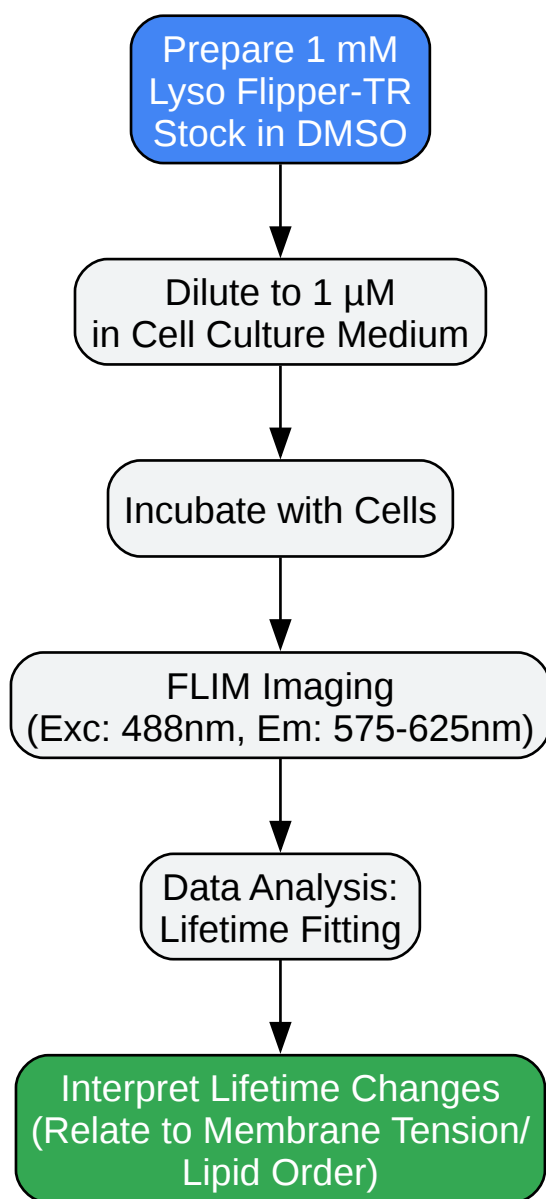 Prepare 1 mM
Lyso Flipper-TR
Stock in DMSO
Dilute to 1 µM
in Cell Culture Medium
Incubate with Cells
FLIM Imaging
(Exc: 488nm, Em: 575-625nm)
Data Analysis:
Lifetime Fitting
Interpret Lifetime Changes
(Relate to Membrane Tension/
Lipid Order)